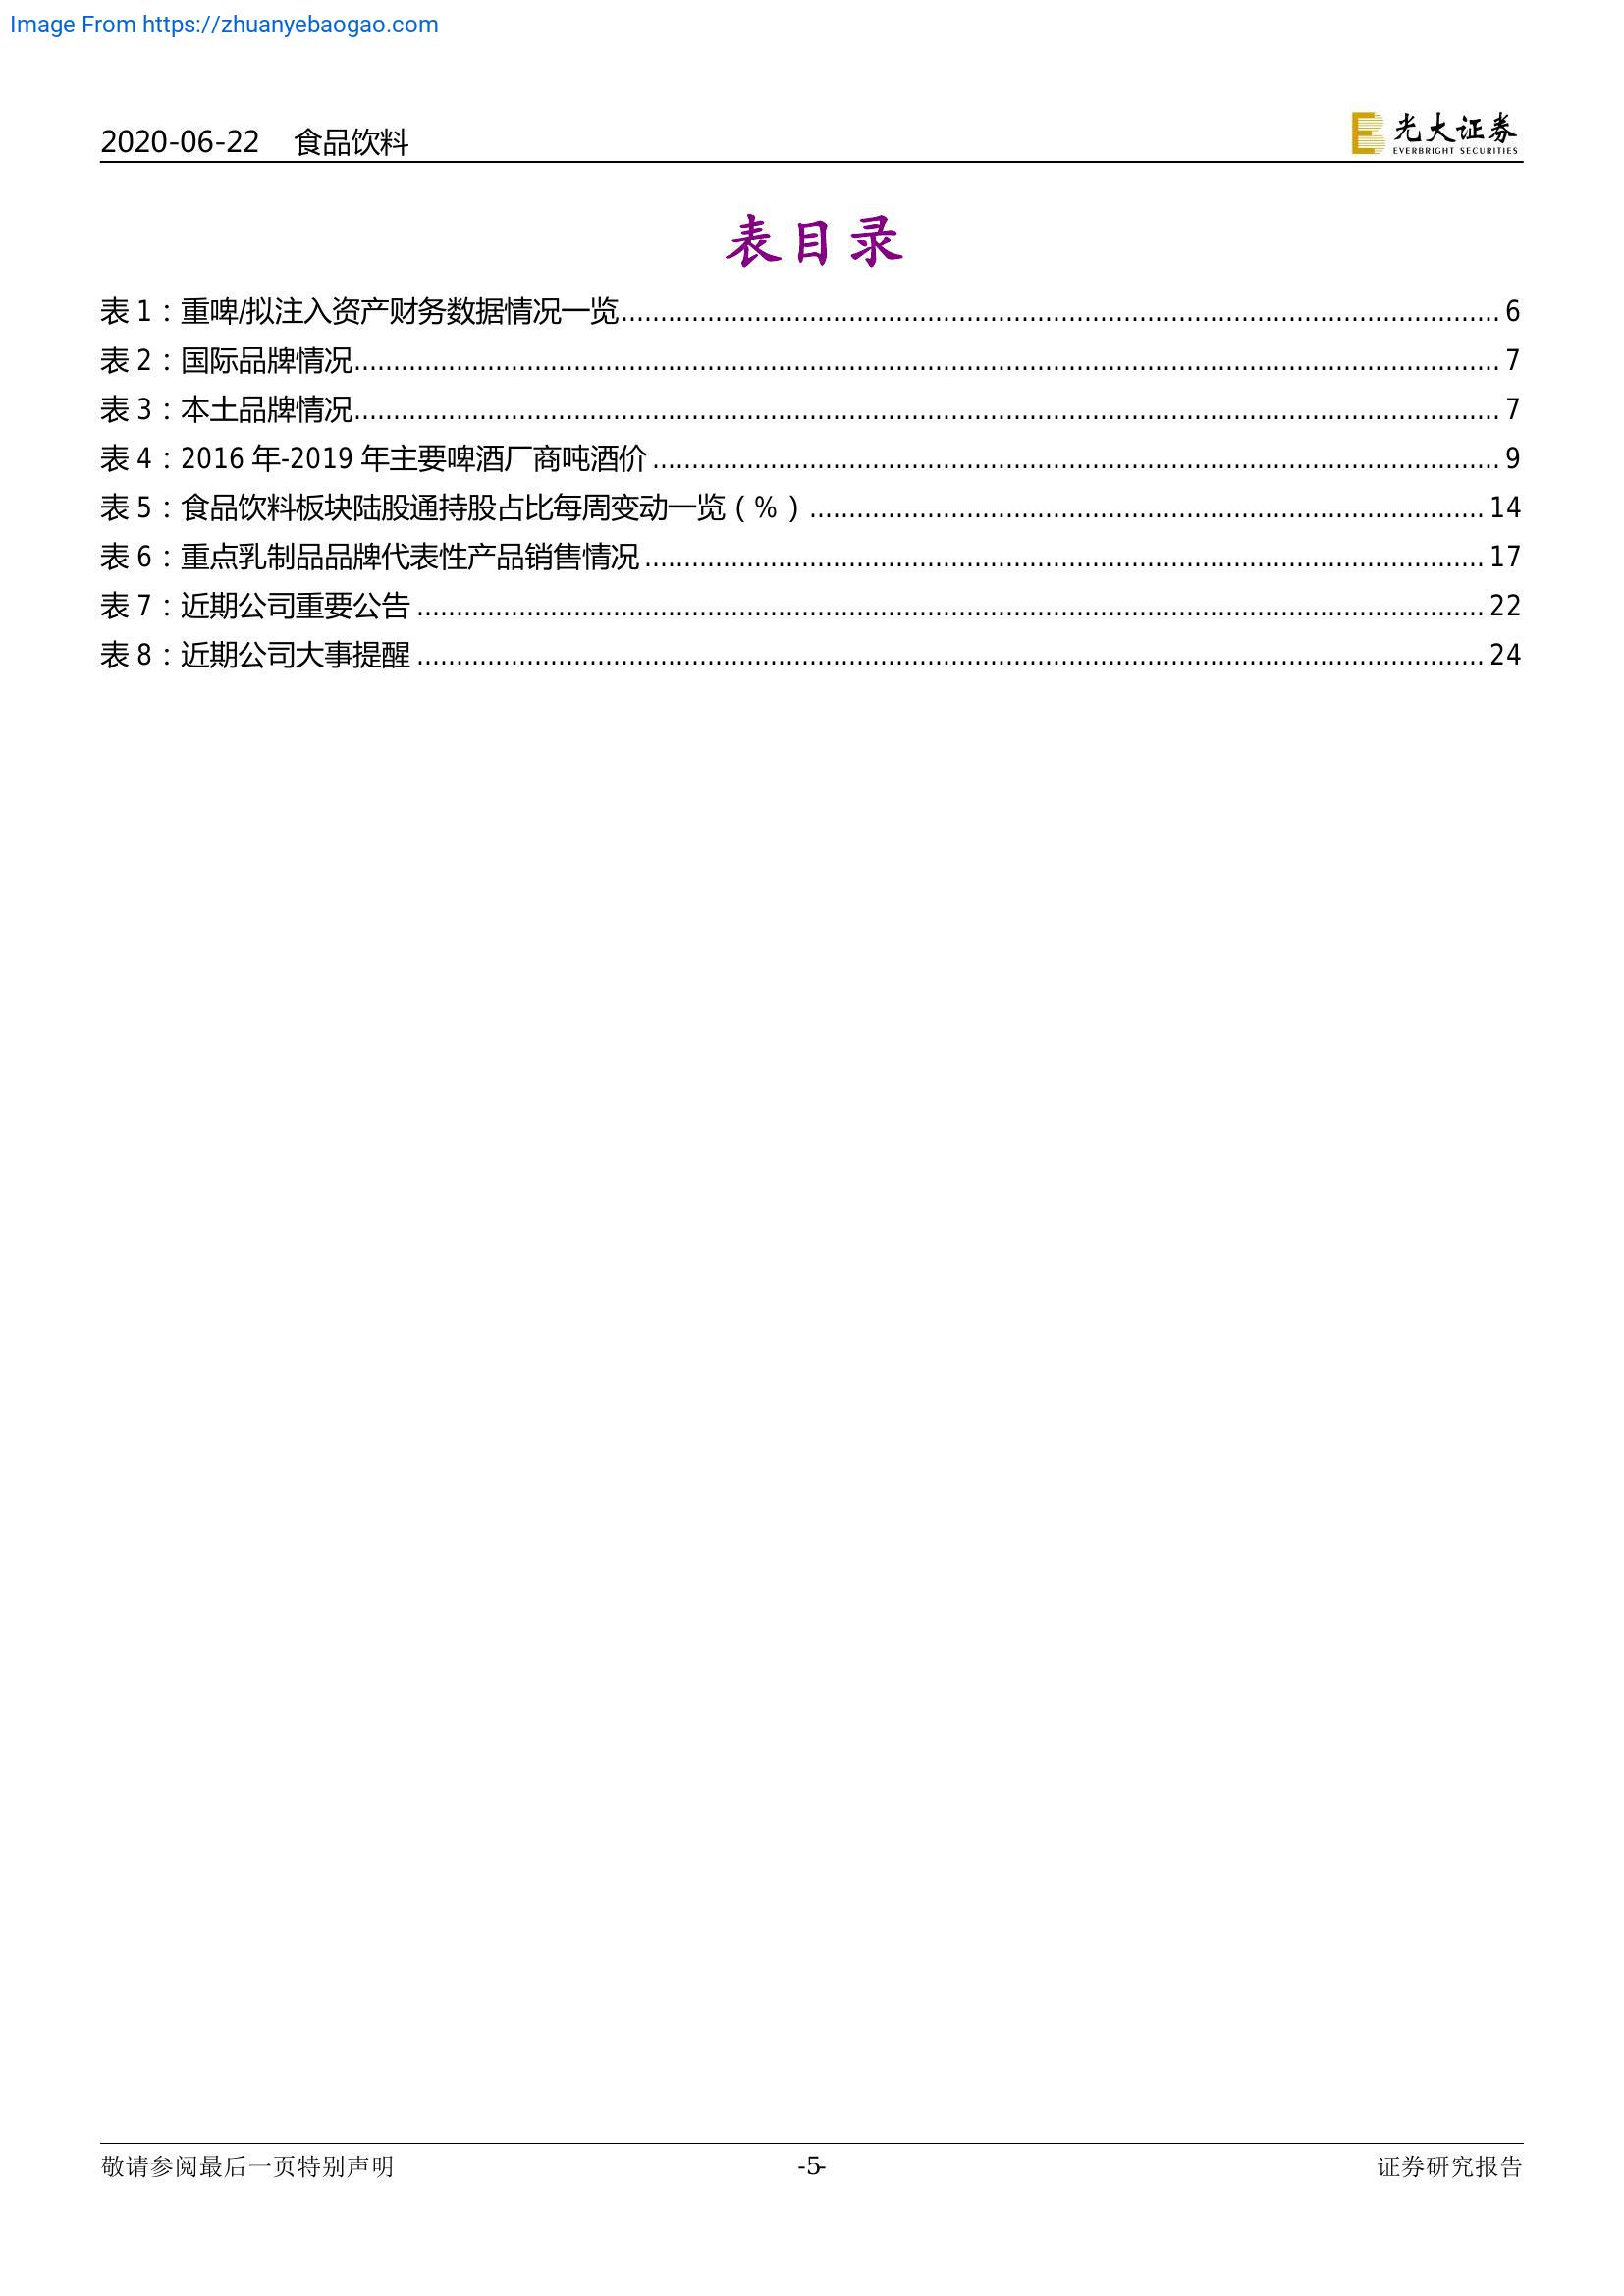 Image From https://zhuanyebaogao.com
2020-06-22 食品饮料
光大证券
EVERBRIGHT SECURITIES
表目录
表 1：重啤/拟注入资产财务数据情况一览........................................................................ 6
表 2：国际品牌情况........................................................................ 7
表 3：本土品牌情况........................................................................ 7
表 4：2016 年-2019 年主要啤酒厂商吨酒价 ........................................................................ 9
表 5：食品饮料板块陆股通持股占比每周变动一览（%）........................................................................ 14
表 6：重点乳制品品牌代表性产品销售情况 ........................................................................ 17
表 7：近期公司重要公告 ........................................................................ 22
表 8：近期公司大事提醒 ........................................................................ 24
敬请参阅最后一页特别声明 -5- 证券研究报告